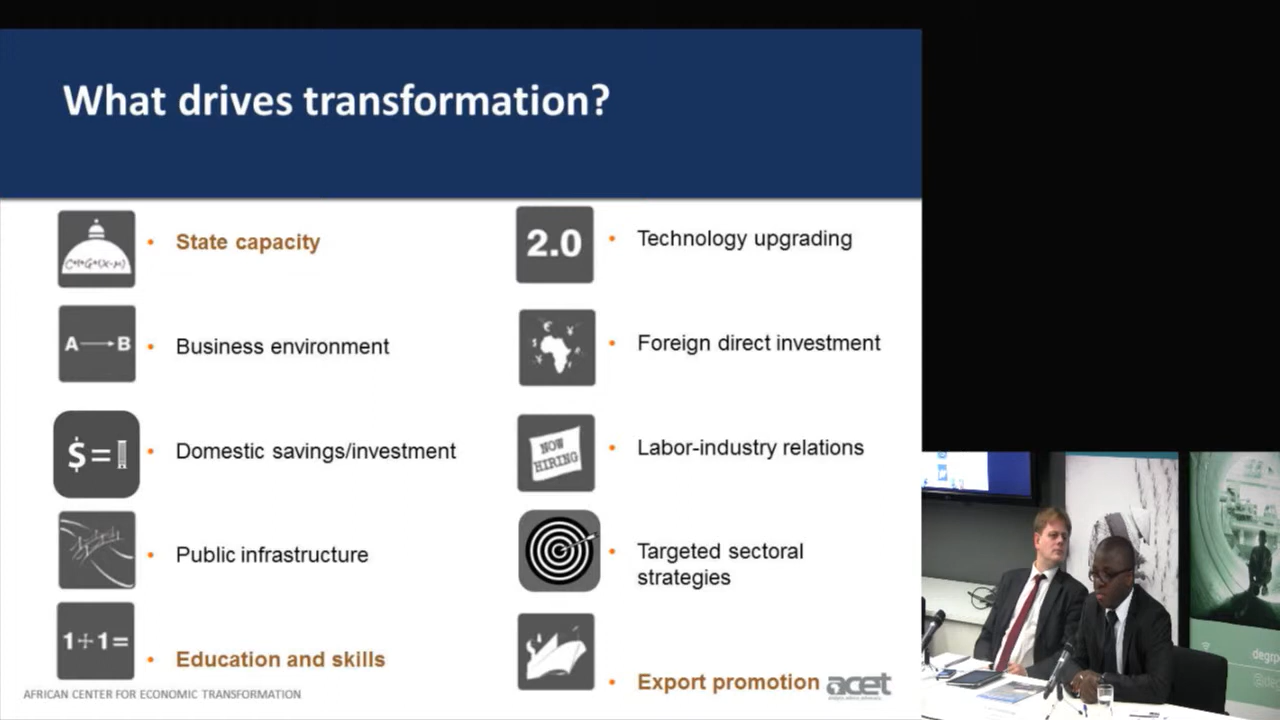 What drives transformation?
C+I+G+(X-M)
State capacity
A B
Business environment
$ =
Domestic savings/investment
Public infrastructure
1+1=
Education and skills
2.0
Technology upgrading
€ ¥
$
Foreign direct investment
NOW
HIRING
Labor-industry relations
Targeted sectoral
strategies
Export promotion
AFRICAN CENTER FOR ECONOMIC TRANSFORMATION
acet
degrp